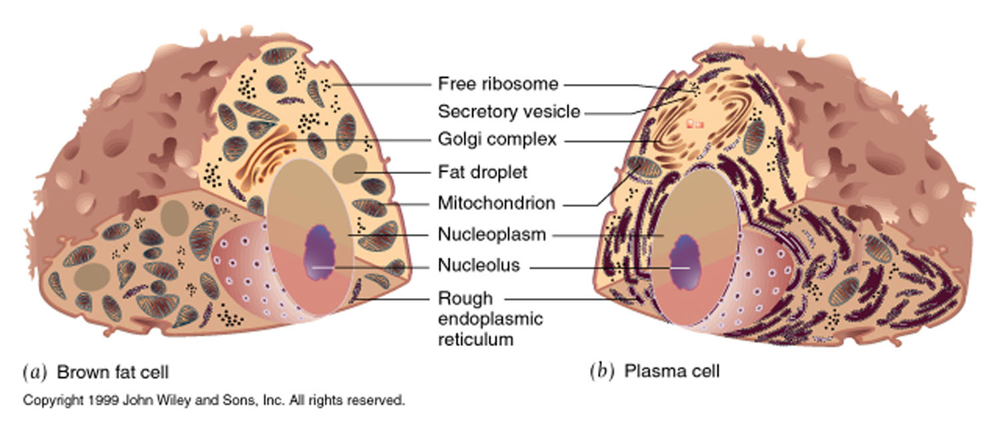 Free ribosome
Secretory vesicle
Golgi complex
Fat droplet
Mitochondrion
Nucleoplasm
Nucleolus
Rough
endoplasmic
reticulum
(a) Brown fat cell
(b) Plasma cell
Copyright 1999 John Wiley and Sons, Inc. All rights reserved.